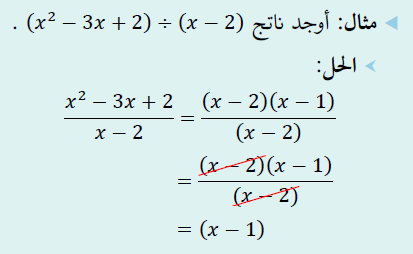 مثال: أوجد ناتج (x² − 3x + 2) ÷ (x − 2) .
الحل:
(x² − 3x + 2)/(x − 2) = ((x − 2)(x − 1))/((x − 2))
= ((x − 2)(x − 1))/((x − 2))
= (x − 1)